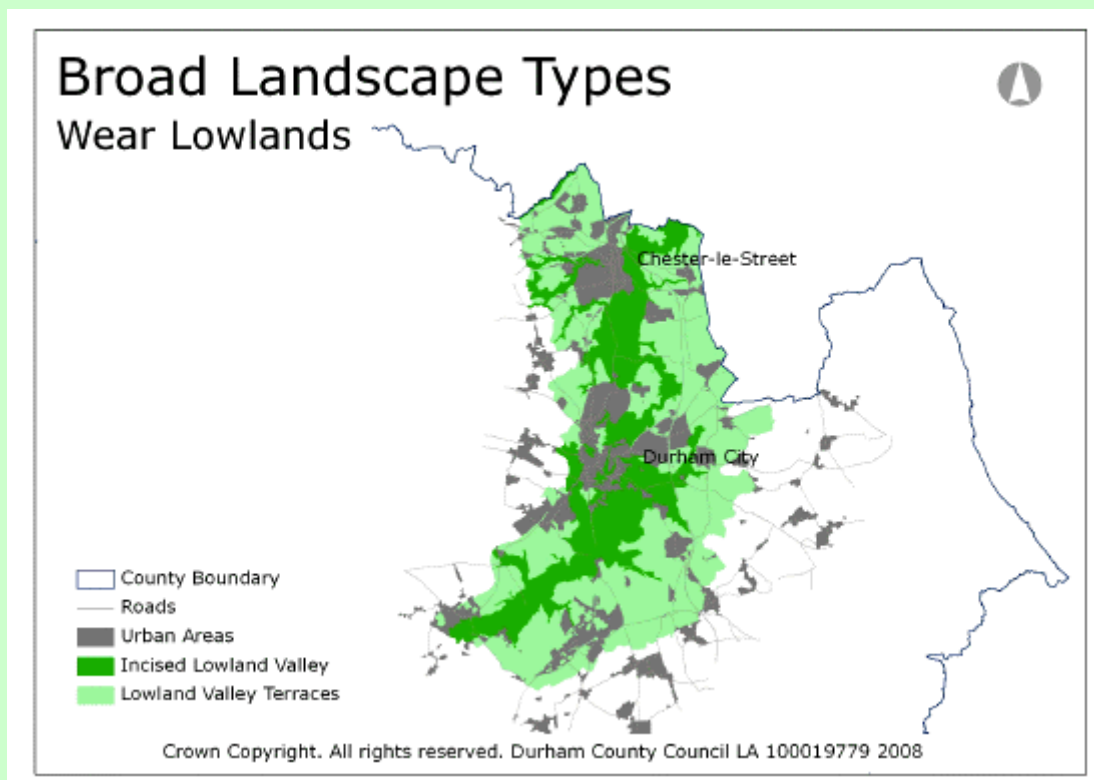 Broad Landscape Types
Wear Lowlands
Chester-le-Street
Durham City
County Boundary
Roads
Urban Areas
Incised Lowland Valley
Lowland Valley Terraces
Crown Copyright. All rights reserved. Durham County Council LA 100019779 2008